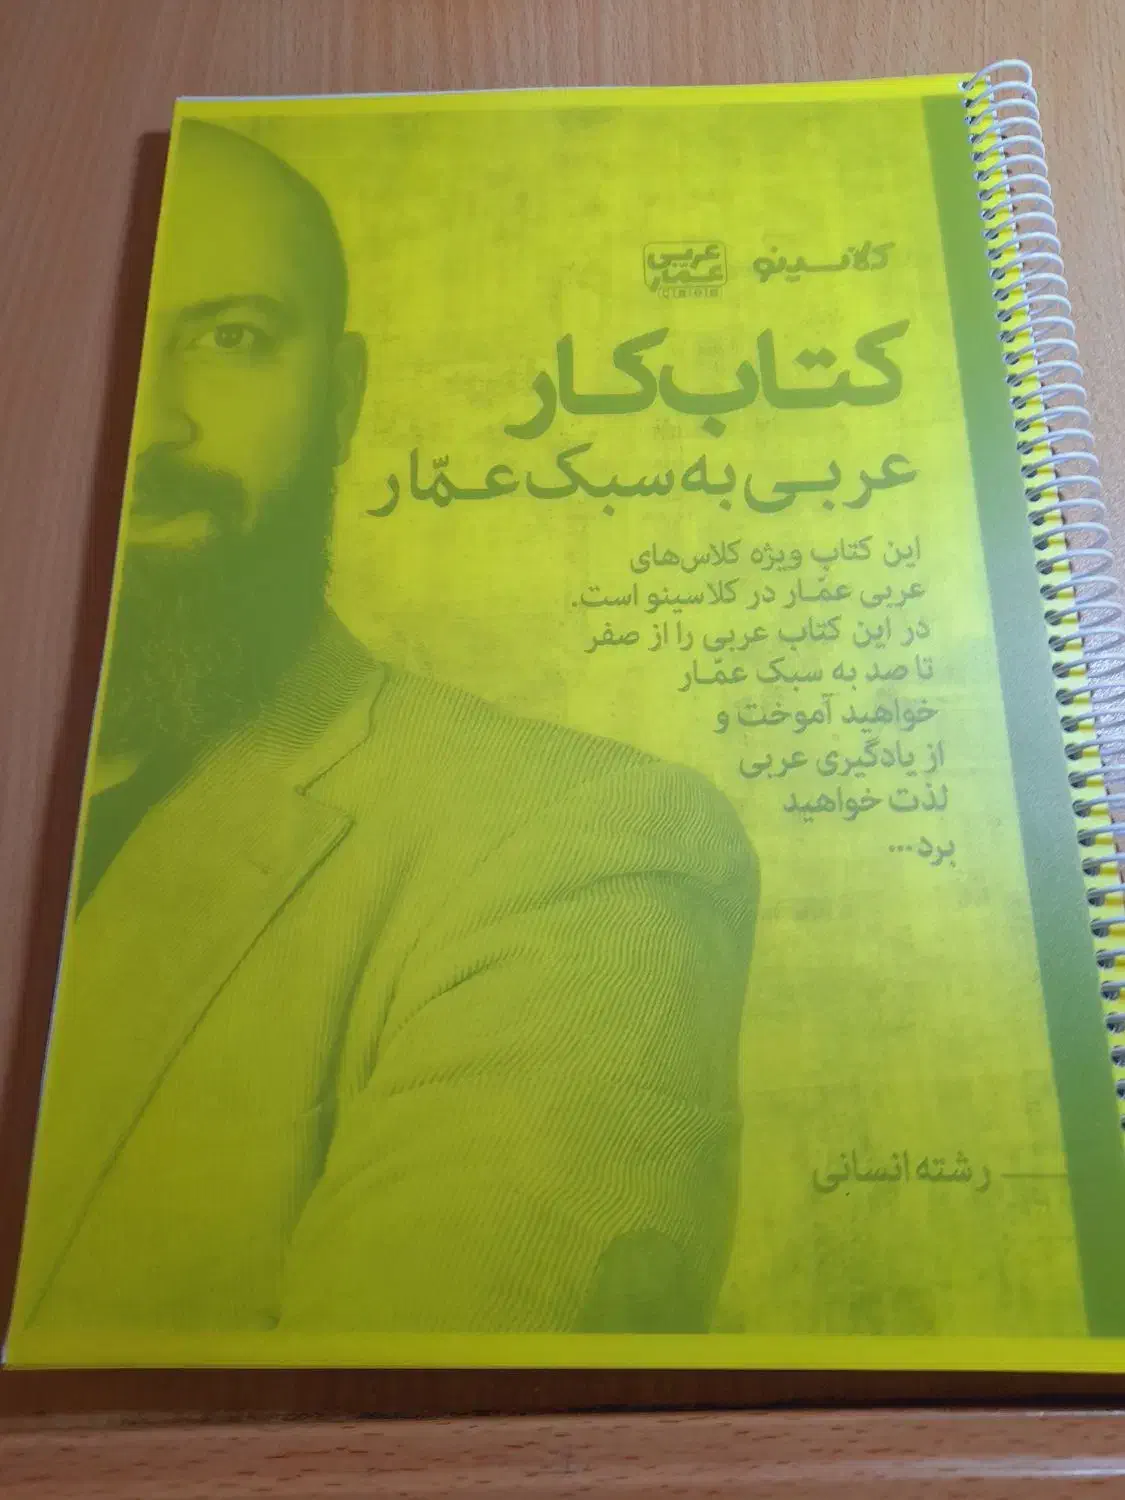 کلاسینو
عربی
عمّار
کتاب کار
عربی به سبک عمّار
این کتاب ویژه کلاس‌های
عربی عمّار در کلاسینو است.
در این کتاب عربی را از صفر
تا صد به سبک عمّار
خواهید آموخت و
از یادگیری عربی
لذت خواهید
برد...
رشته انسانی